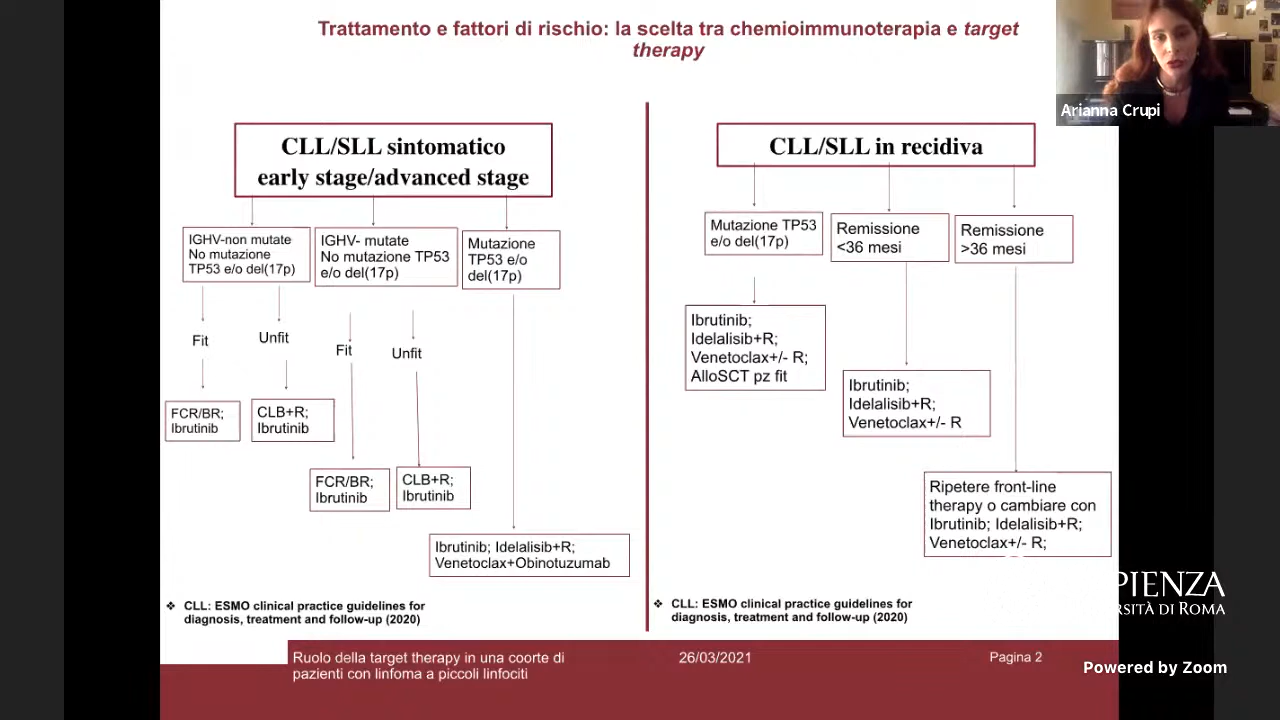 Trattamento e fattori di rischio: la scelta tra chemioimmunoterapia e target
therapy
Arianna Crupi
CLL/SLL sintomatico
early stage/advanced stage
IGHV-non mutate
No mutazione
TP53 e/o del(17p)
IGHV- mutate
No mutazione TP53
e/o del(17p)
Mutazione
TP53 e/o
del(17p)
Fit
Unfit
Fit
Unfit
FCR/BR;
Ibrutinib
CLB+R;
Ibrutinib
FCR/BR;
Ibrutinib
CLB+R;
Ibrutinib
Ibrutinib; Idelalisib+R;
Venetoclax+Obinotuzumab
❖ CLL: ESMO clinical practice guidelines for
diagnosis, treatment and follow-up (2020)
CLL/SLL in recidiva
Mutazione TP53
e/o del(17p)
Remissione
<36 mesi
Remissione
>36 mesi
Ibrutinib;
Idelalisib+R;
Venetoclax+/- R;
AlloSCT pz fit
Ibrutinib;
Idelalisib+R;
Venetoclax+/- R
Ripetere front-line
therapy o cambiare con
Ibrutinib; Idelalisib+R;
Venetoclax+/- R;
❖ CLL: ESMO clinical practice guidelines for
diagnosis, treatment and follow-up (2020)
PIENZA
RSITÀ DI ROMA
Ruolo della target therapy in una coorte di
pazienti con linfoma a piccoli linfociti
26/03/2021
Pagina 2
Powered by Zoom